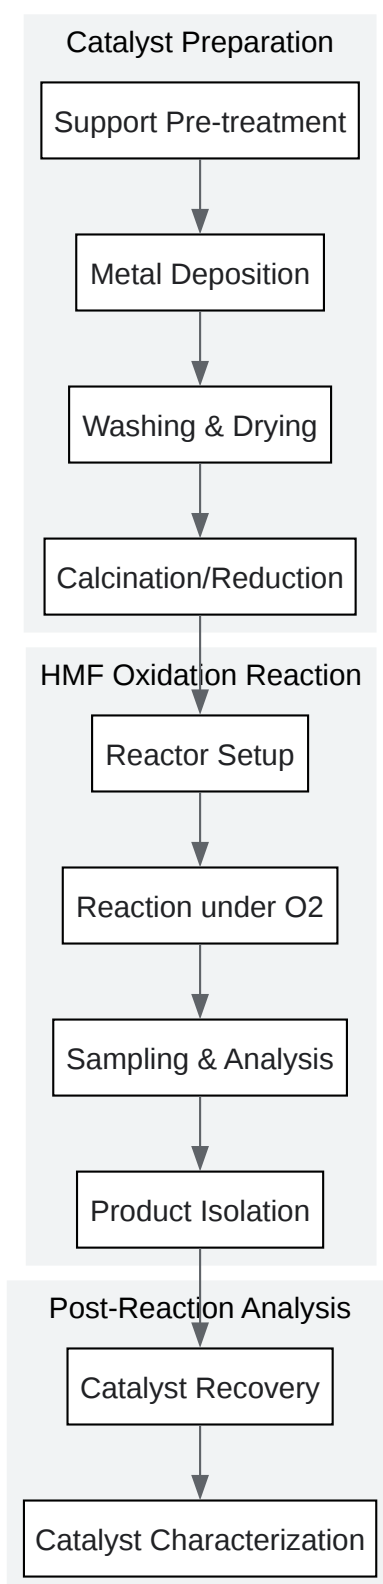 Catalyst Preparation
Support Pre-treatment
Metal Deposition
Washing & Drying
Calcination/Reduction
HMF Oxidation Reaction
Reactor Setup
Reaction under O2
Sampling & Analysis
Product Isolation
Post-Reaction Analysis
Catalyst Recovery
Catalyst Characterization